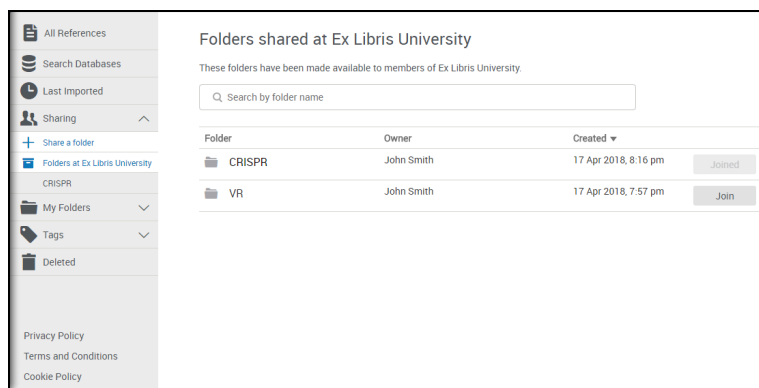 All References
Search Databases
Last Imported
Sharing
Share a folder
Folders at Ex Libris University
CRISPR
My Folders
Tags
Deleted
Privacy Policy
Terms and Conditions
Cookie Policy
Folders shared at Ex Libris University
These folders have been made available to members of Ex Libris University.
Search by folder name
Folder Owner Created
CRISPR John Smith 17 Apr 2018, 8:16 pm Joined
VR John Smith 17 Apr 2018, 7:57 pm Join